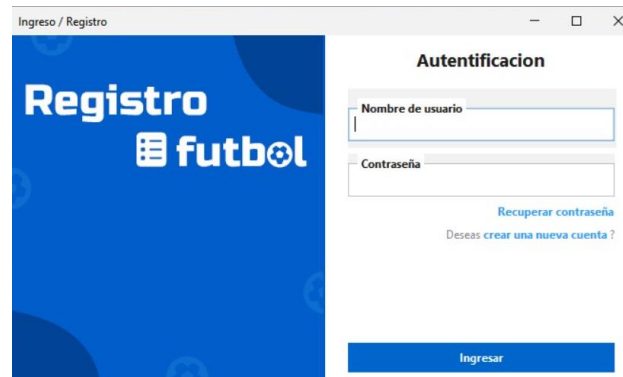 Ingreso / Registro
Registro
futbol
Autentificacion
Nombre de usuario
Contraseña
Recuperar contraseña
Deseas crear una nueva cuenta ?
Ingresar